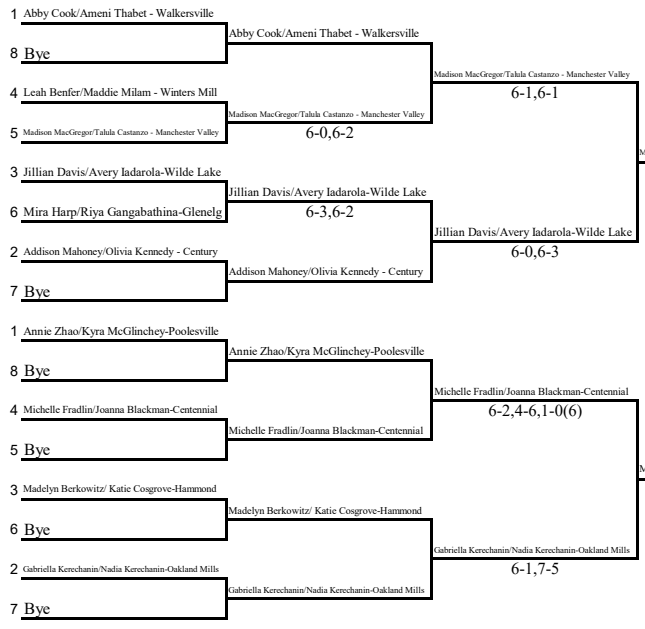 1 Abby Cook/Ameni Thabet - Walkersville
Abby Cook/Ameni Thabet - Walkersville
8 Bye
Madison MacGregor/Talula Castanzo - Manchester Valley
6-1,6-1
4 Leah Benfer/Maddie Milam - Winters Mill
Madison MacGregor/Talula Castanzo - Manchester Valley
6-0,6-2
5 Madison MacGregor/Talula Castanzo - Manchester Valley
M
3 Jillian Davis/Avery Iadarola-Wilde Lake
Jillian Davis/Avery Iadarola-Wilde Lake
6-3,6-2
6 Mira Harp/Riya Gangabathina-Glenelg
Jillian Davis/Avery Iadarola-Wilde Lake
6-0,6-3
2 Addison Mahoney/Olivia Kennedy - Century
Addison Mahoney/Olivia Kennedy - Century
7 Bye
1 Annie Zhao/Kyra McGlinchey-Poolesville
Annie Zhao/Kyra McGlinchey-Poolesville
8 Bye
Michelle Fradlin/Joanna Blackman-Centennial
6-2,4-6,1-0(6)
4 Michelle Fradlin/Joanna Blackman-Centennial
Michelle Fradlin/Joanna Blackman-Centennial
5 Bye
M
3 Madelyn Berkowitz/ Katie Cosgrove-Hammond
Madelyn Berkowitz/ Katie Cosgrove-Hammond
6 Bye
Gabriella Kerechanin/Nadia Kerechanin-Oakland Mills
6-1,7-5
2 Gabriella Kerechanin/Nadia Kerechanin-Oakland Mills
Gabriella Kerechanin/Nadia Kerechanin-Oakland Mills
7 Bye